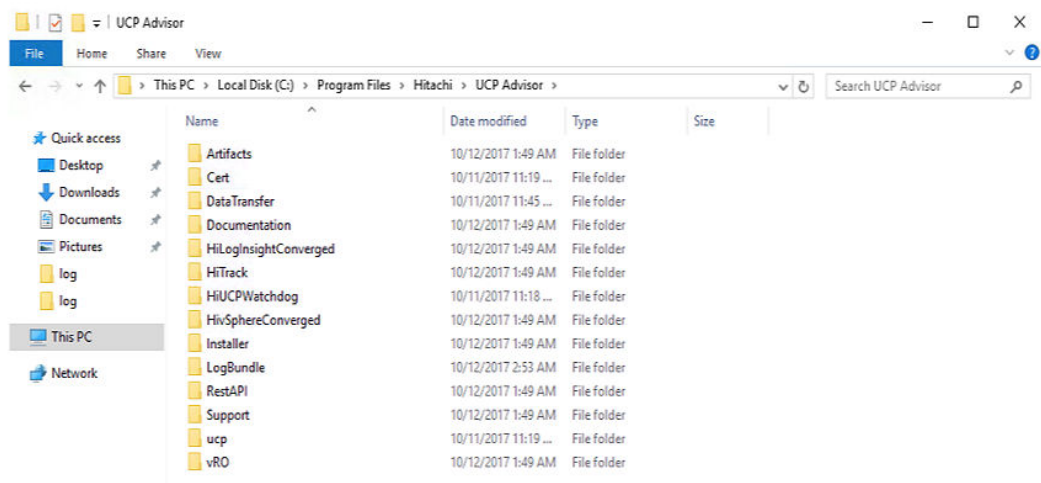 UCP Advisor
File Home Share View
This PC > Local Disk (C:) > Program Files > Hitachi > UCP Advisor > Search UCP Advisor
Name Date modified Type Size
Quick access
Desktop
Downloads
Documents
Pictures
log
log
This PC
Network
Artifacts 10/12/2017 1:49 AM File folder
Cert 10/11/2017 11:19 ... File folder
DataTransfer 10/11/2017 11:45 ... File folder
Documentation 10/12/2017 1:49 AM File folder
HiLogInsightConverged 10/12/2017 1:49 AM File folder
HiTrack 10/12/2017 1:49 AM File folder
HiUCPWatchdog 10/11/2017 11:18 ... File folder
HivSphereConverged 10/12/2017 1:49 AM File folder
Installer 10/12/2017 1:49 AM File folder
LogBundle 10/12/2017 2:53 AM File folder
RestAPI 10/12/2017 1:49 AM File folder
Support 10/12/2017 1:49 AM File folder
ucp 10/11/2017 11:19 ... File folder
vRO 10/12/2017 1:49 AM File folder